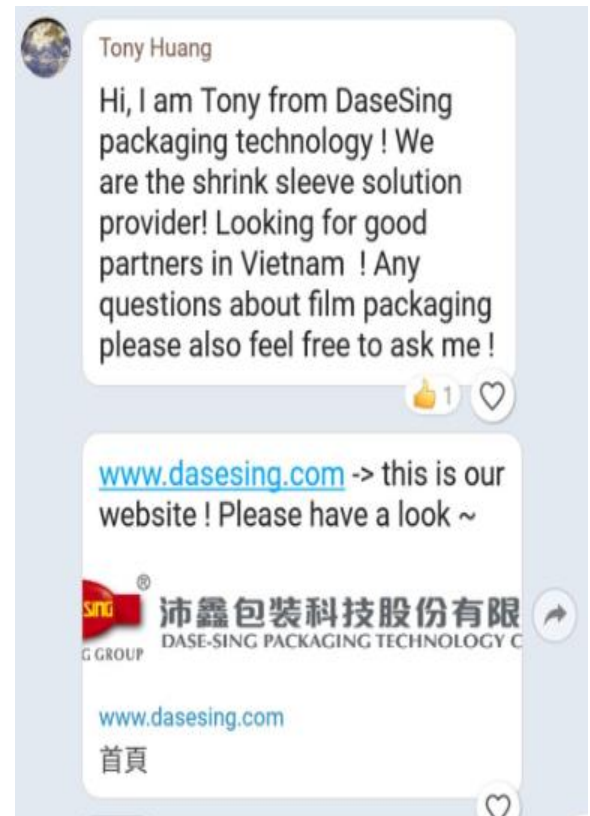 Tony Huang
Hi, I am Tony from DaseSing
packaging technology ! We
are the shrink sleeve solution
provider! Looking for good
partners in Vietnam ! Any
questions about film packaging
please also feel free to ask me !
1
www.dasesing.com -> this is our
website ! Please have a look ~
SING
®
沛鑫包裝科技股份有限
DASE-SING PACKAGING TECHNOLOGY C
G GROUP
www.dasesing.com
首頁